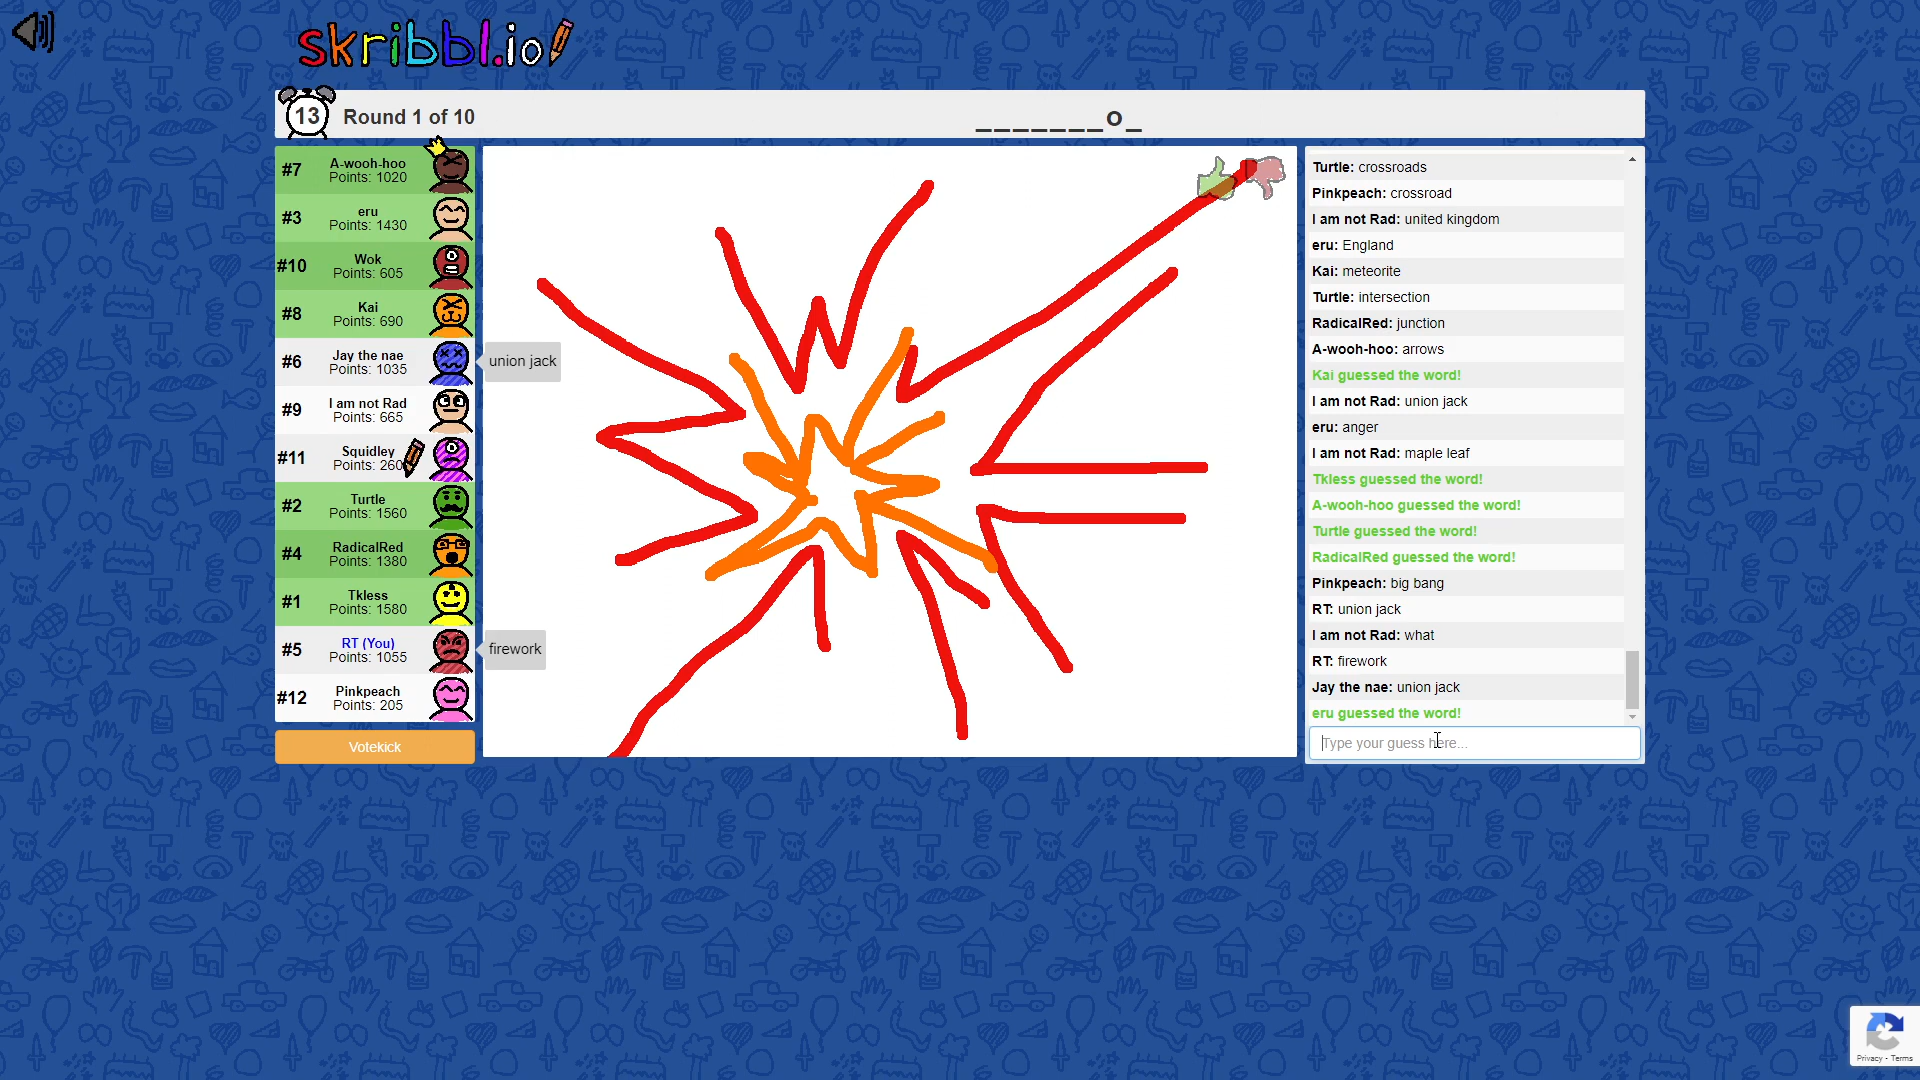 skribbl.io
13
Round 1 of 10
_______o_
#7 A-wooh-hoo
Points: 1020
#3 eru
Points: 1430
#10 Wok
Points: 605
#8 Kai
Points: 690
#6 Jay the nae
Points: 1035
union jack
#9 I am not Rad
Points: 665
#11 Squidley
Points: 260
#2 Turtle
Points: 1560
#4 RadicalRed
Points: 1380
#1 Tkless
Points: 1580
#5 RT (You)
Points: 1055
firework
#12 Pinkpeach
Points: 205
Votekick
Turtle: crossroads
Pinkpeach: crossroad
I am not Rad: united kingdom
eru: England
Kai: meteorite
Turtle: intersection
RadicalRed: junction
A-wooh-hoo: arrows
Kai guessed the word!
I am not Rad: union jack
eru: anger
I am not Rad: maple leaf
Tkless guessed the word!
A-wooh-hoo guessed the word!
Turtle guessed the word!
RadicalRed guessed the word!
Pinkpeach: big bang
RT: union jack
I am not Rad: what
RT: firework
Jay the nae: union jack
eru guessed the word!
Type your guess here...
Privacy - Terms